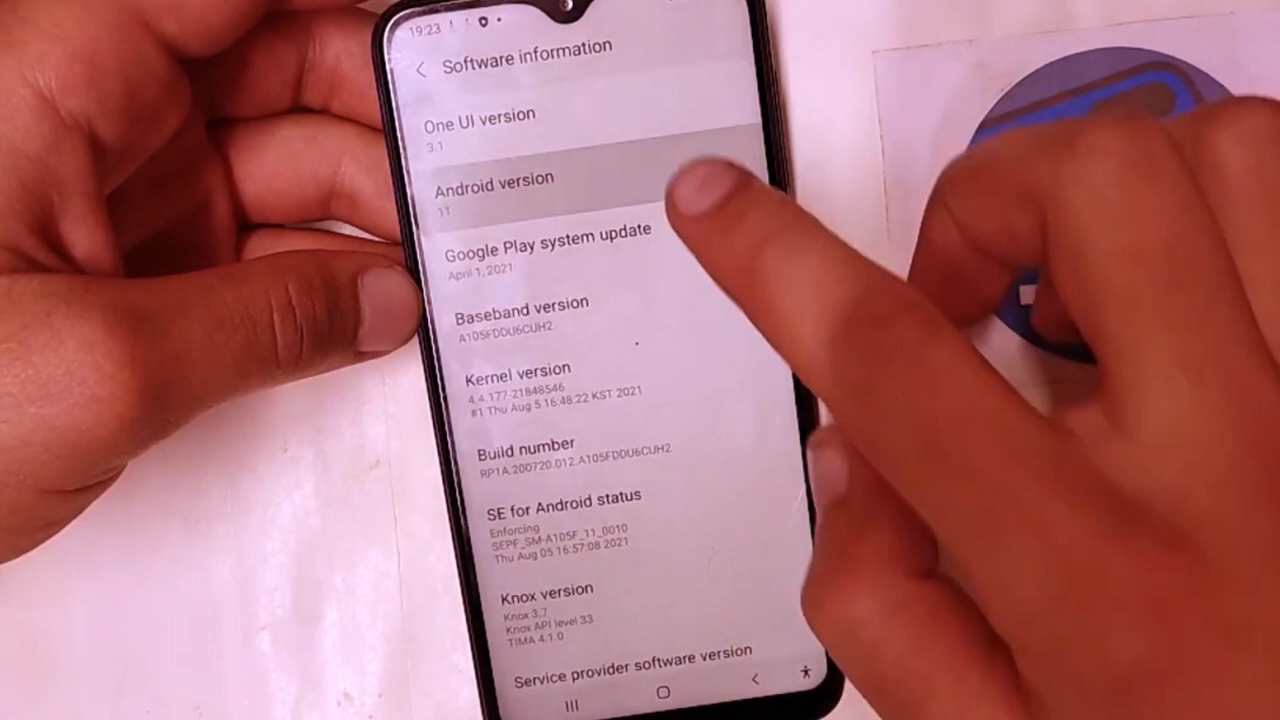 19:23
Software information
One UI version
3.1
Android version
11
Google Play system update
April 1, 2021
Baseband version
A105FDDU6CUH2
Kernel version
4.4.177-21848546
#1 Thu Aug 5 16:48:22 KST 2021
Build number
RP1A.200720.012.A105FDDU6CUH2
SE for Android status
Enforcing
SEPF_SM-A105F_11_0010
Thu Aug 05 16:57:08 2021
Knox version
Knox 3.7
Knox API level 33
TIMA 4.1.0
Service provider software version